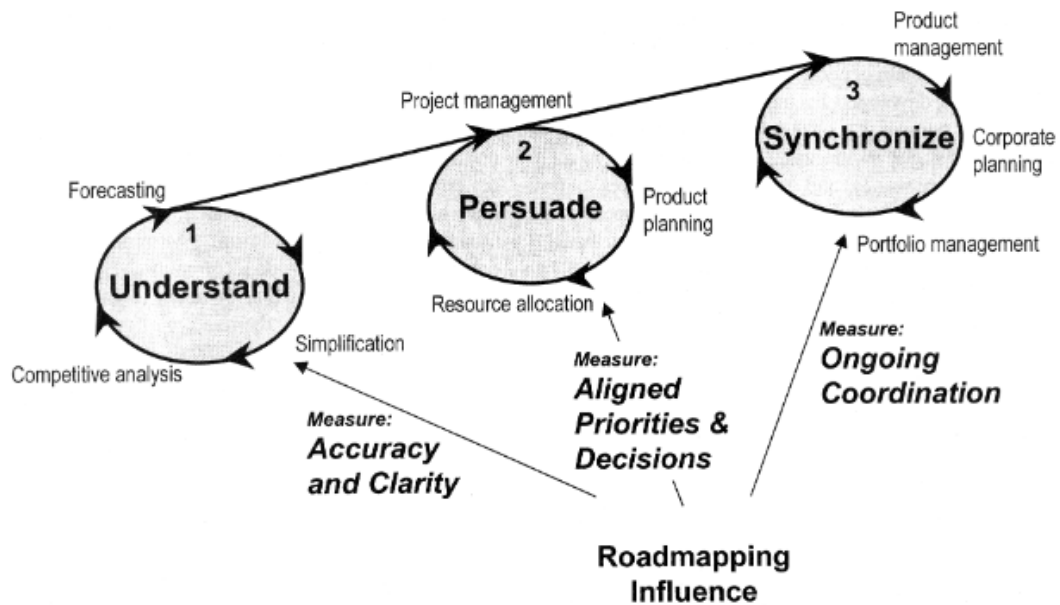 Product
management
3
Synchronize
Corporate
planning
Portfolio management
Project management
2
Persuade
Product
planning
Resource allocation
Forecasting
1
Understand
Simplification
Competitive analysis
Measure:
Accuracy
and Clarity
Measure:
Aligned
Priorities &
Decisions
Measure:
Ongoing
Coordination
Roadmapping
Influence